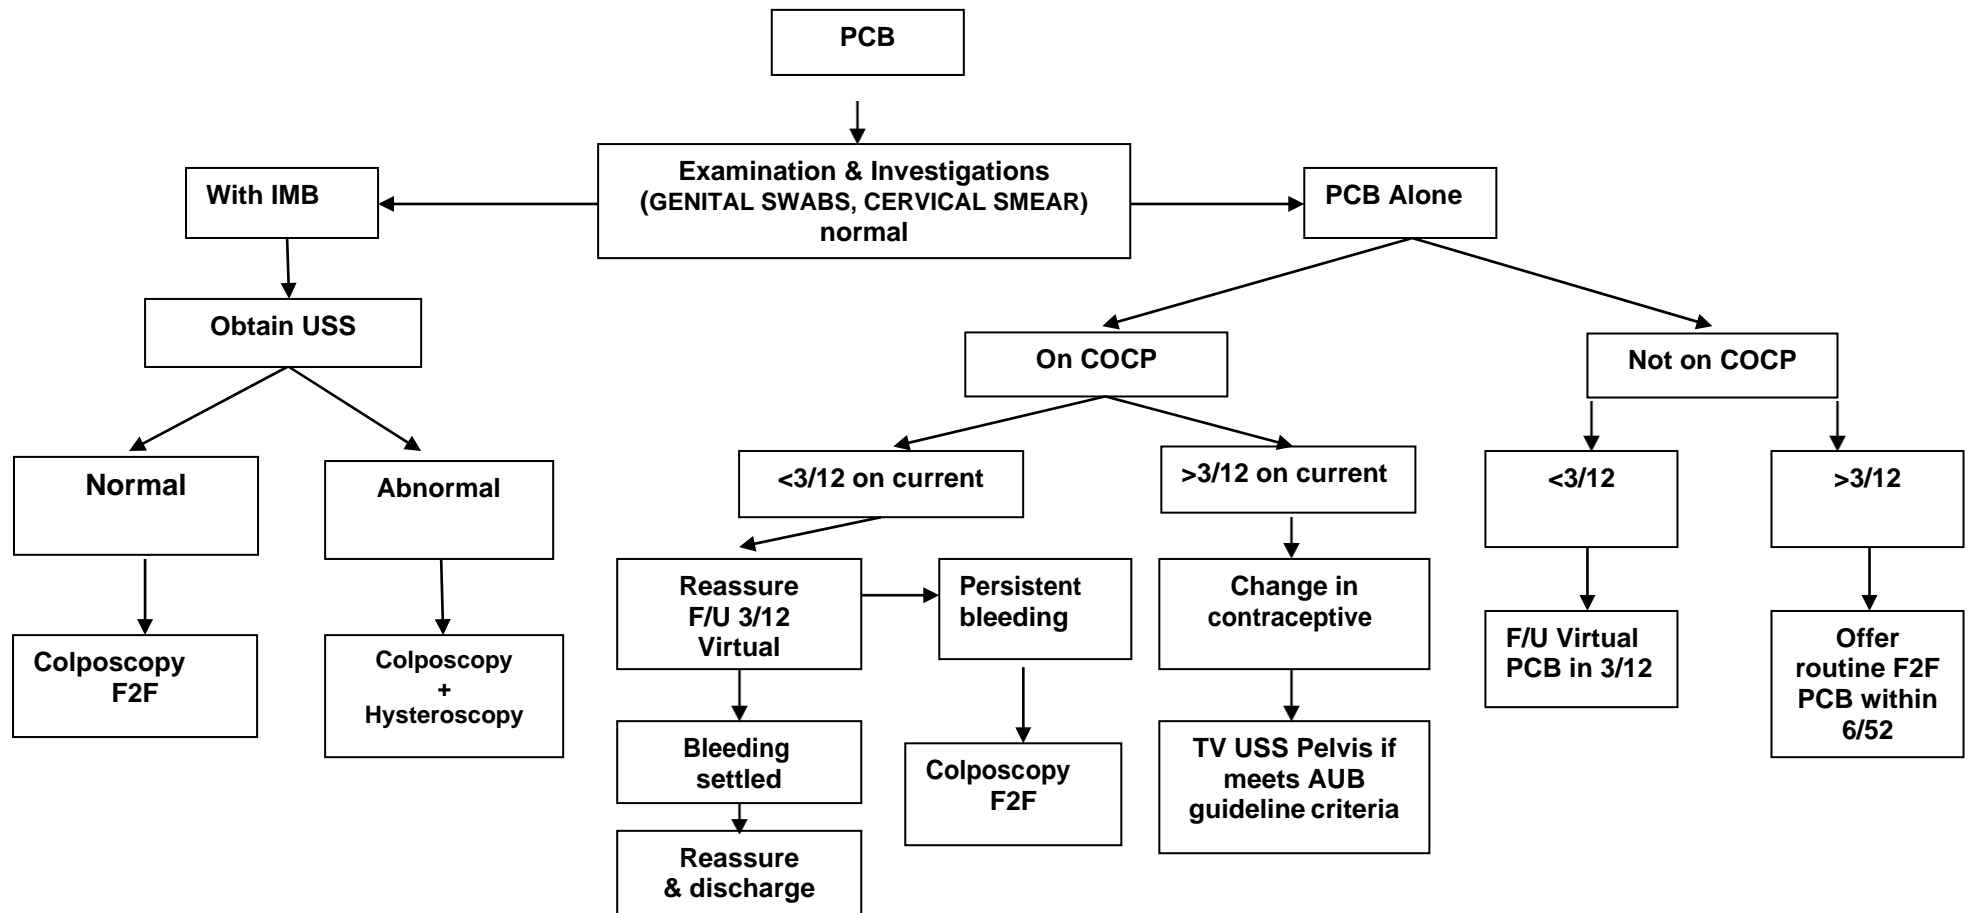 PCB
Examination & Investigations
(GENITAL SWABS, CERVICAL SMEAR)
normal
With IMB
PCB Alone
Obtain USS
On COCP
Not on COCP
Normal
Abnormal
<3/12 on current
>3/12 on current
<3/12
>3/12
Colposcopy
F2F
Colposcopy
+
Hysteroscopy
Reassure
F/U 3/12
Virtual
Persistent
bleeding
Change in
contraceptive
F/U Virtual
PCB in 3/12
Offer
routine F2F
PCB within
6/52
Bleeding
settled
Colposcopy
F2F
TV USS Pelvis if
meets AUB
guideline criteria
Reassure
& discharge